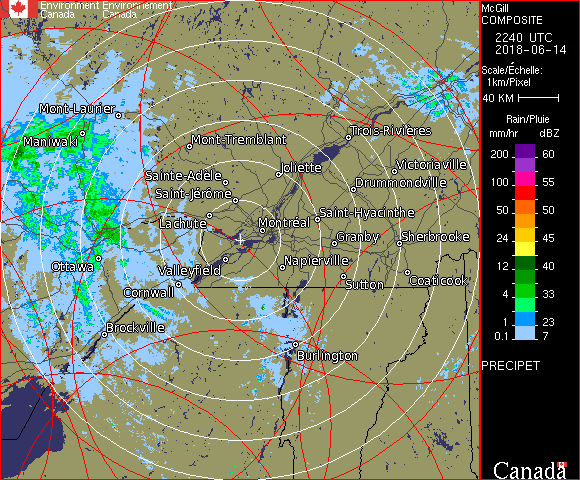 Environment Environnement
Canada Canada
McGill
COMPOSITE
2240 UTC
2018-06-14
Scale/Échelle:
1km/Pixel
40 KM
Rain/Pluie
mm/hr dBZ
200 60
155
100 55
75 53
50 50
24 45
12 40
4 33
1 23
0.1 7
PRECIPET
Canada
Mont-Laurier
Maniwaki
Mont-Tremblant
Trois-Rivières
Joliette
Victoriaville
Sainte-Adèle
Drummondville
Saint-Jérôme
Saint-Hyacinthe
Lachute
Montréal
Granby
Sherbrooke
Ottawa
Valleyfield
Napierville
Coaticook
Cornwall
Sutton
Brockville
Burlington